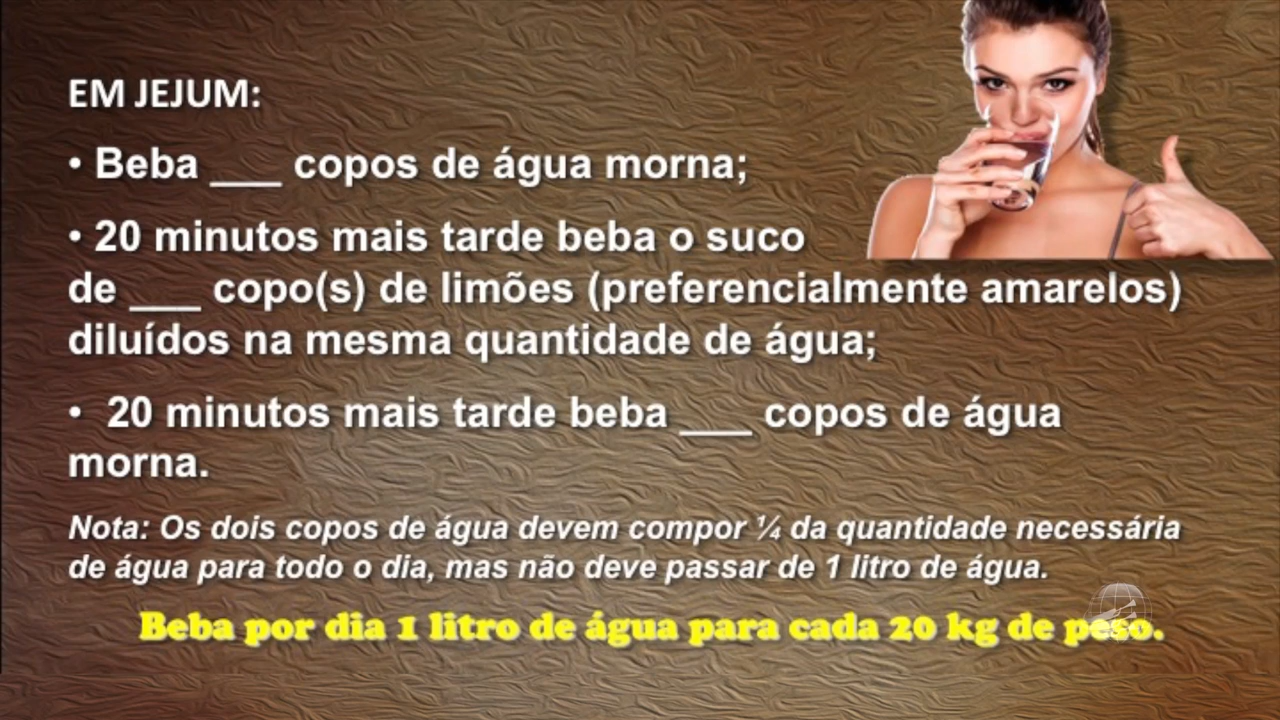 EM JEJUM:
• Beba ___ copos de água morna;
• 20 minutos mais tarde beba o suco
de ___ copo(s) de limões (preferencialmente amarelos)
diluídos na mesma quantidade de água;
• 20 minutos mais tarde beba ___ copos de água
morna.
Nota: Os dois copos de água devem compor ¼ da quantidade necessária
de água para todo o dia, mas não deve passar de 1 litro de água.
Beba por dia 1 litro de água para cada 20 kg de peso.